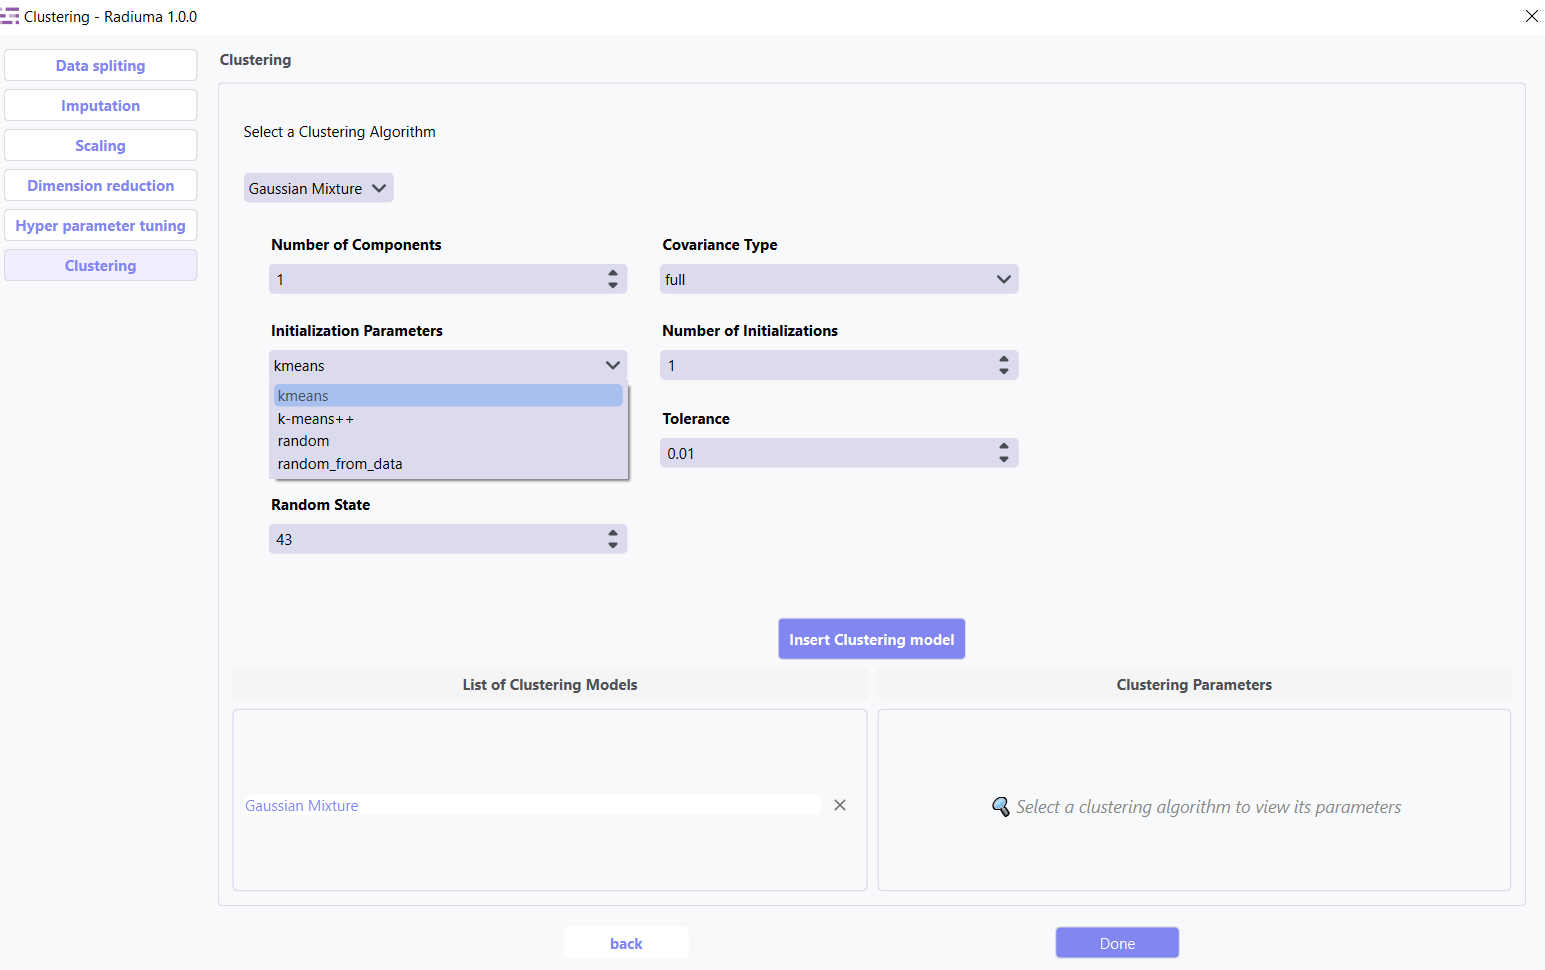 Clustering - Radiuma 1.0.0
Data spliting
Imputation
Scaling
Dimension reduction
Hyper parameter tuning
Clustering
Clustering
Select a Clustering Algorithm
Gaussian Mixture
Number of Components
1
Covariance Type
full
Initialization Parameters
kmeans
kmeans
k-means++
random
random_from_data
Number of Initializations
1
Tolerance
0.01
Random State
43
Insert Clustering model
List of Clustering Models
Gaussian Mixture
Clustering Parameters
Select a clustering algorithm to view its parameters
back
Done